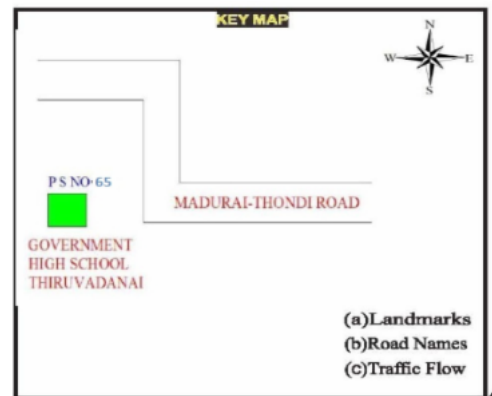 KEY MAP
N
W E
S
P S NO-65
MADURAI-THONDI ROAD
GOVERNMENT
HIGH SCHOOL
THIRUVADANAI
(a)Landmarks
(b)Road Names
(c)Traffic Flow